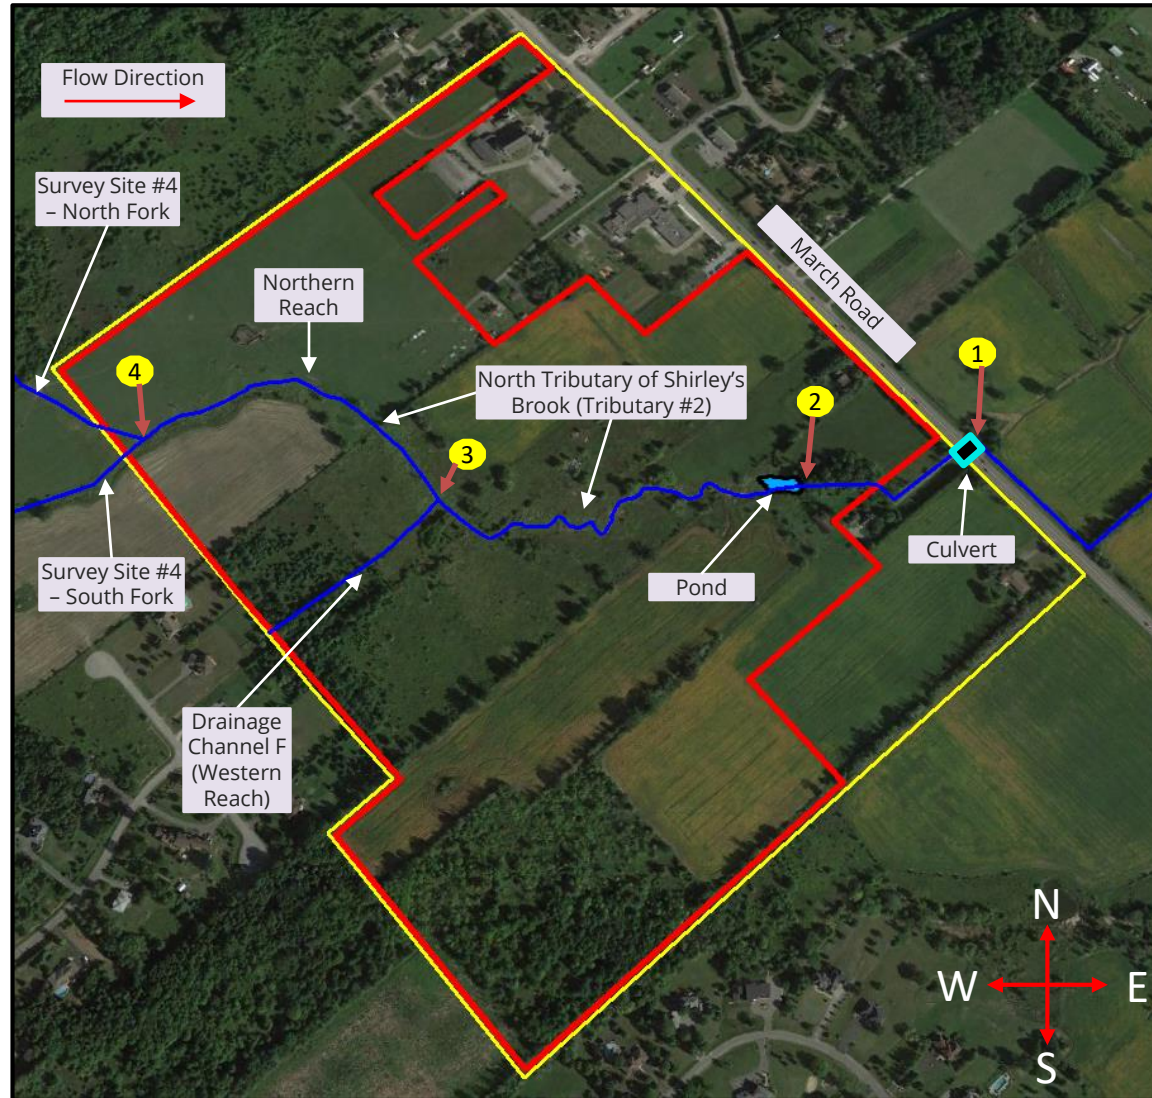 Flow Direction
Survey Site #4
– North Fork
Northern
Reach
March Road
4
1
North Tributary of Shirley's
Brook (Tributary #2)
2
3
Survey Site #4
– South Fork
Culvert
Pond
Drainage
Channel F
(Western
Reach)
N
W
E
S